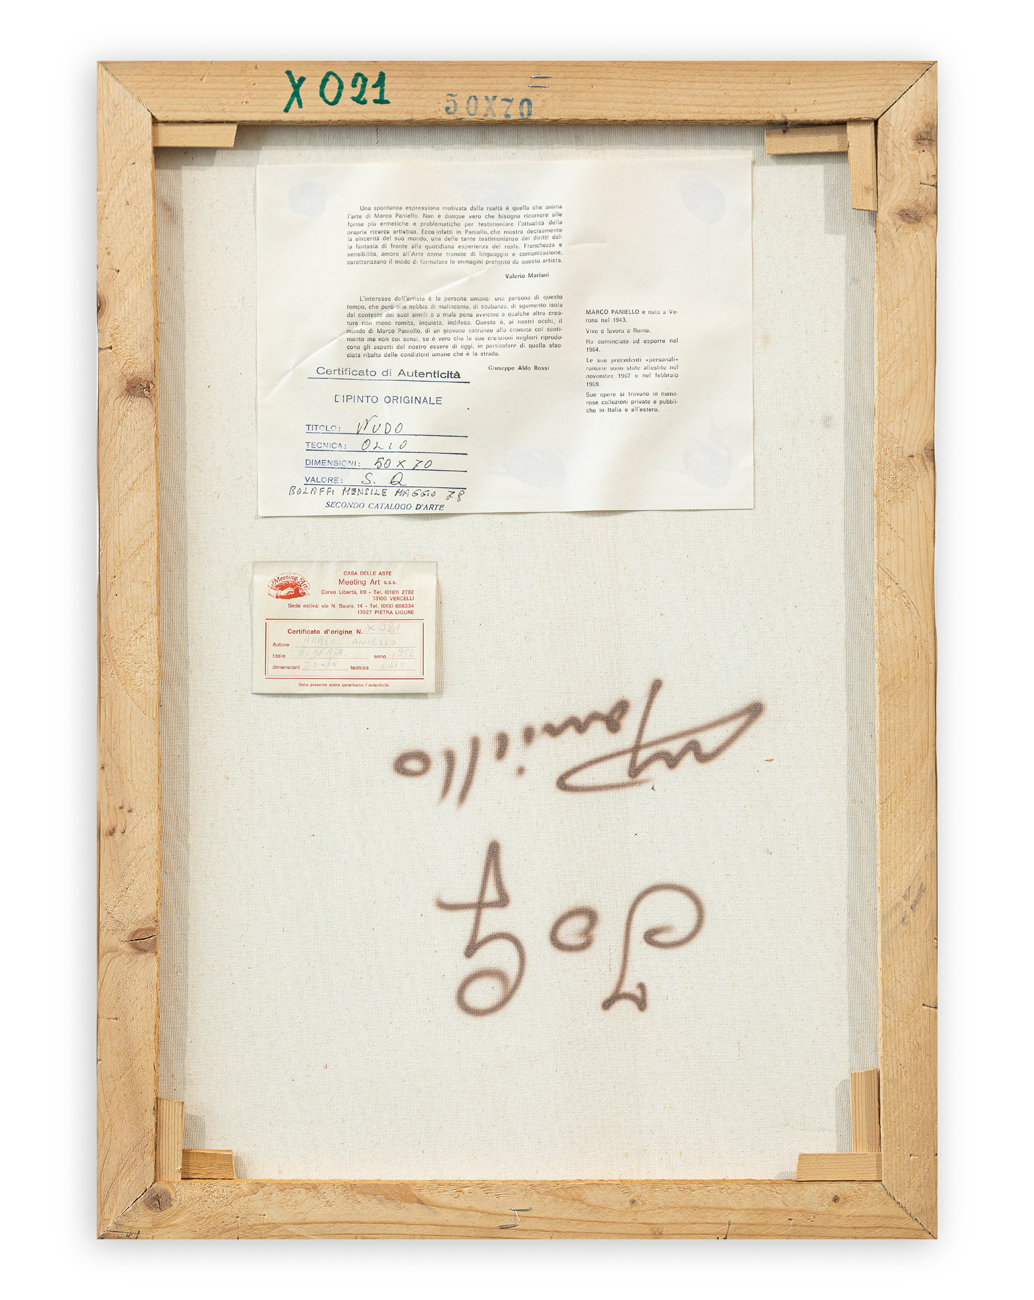 X 021
50X70
Una spontanea espressione motivata dalla realtà è quella che anima
l'arte di Marco Paniello. Non è dunque vero che bisogna ricorrere alle
forme più ermetiche e problematiche per testimoniare l'attualità della
propria ricerca artistica. Ecco infatti in Paniello, che mostra decisamente
la sincerità del suo mondo, una delle tante testimonianze dei diritti del-
la fantasia di fronte alla quotidiana esperienza del reale. Franchezza e
sensibilità, amore all'Arte come tramite di linguaggio e comunicazione,
caratterizzano il modo di formulare le immagini preferito da questo artista.
Valerio Mariani
L'interesse dell'artista è la persona umana: una persona di questo
tempo, che però una nebbia di malinconia, di titubanza, di sgomento isola
dal contesto dei suoi simili o a mala pena avvicina a qualche altra crea-
tura non meno romita, inquieta, indifesa. Questo è, ai nostri occhi, il
mondo di Marco Paniello, di un giovane estraneo alla cronaca coi senti-
mento ma non coi sensi, se è vero che le sue creazioni migliori riprodu-
cono gli aspetti del nostro essere di oggi, in particolare di quella sfac-
ciata ribalta delle condizioni umane che è la strada.
Giuseppe Aldo Rossi
MARCO PANIELLO è nato a Ve-
rona nel 1943.
Vive e lavora a Roma.
Ha cominciato ad esporre nel
1964.
Le sue precedenti «personali»
romane sono state allestite nel
novembre 1967 e nel febbraio
1969.
Sue opere si trovano in nume-
rose collezioni private e pubbli-
che in Italia e all'estero.
Certificato di Autenticità
DIPINTO ORIGINALE
TITOLO: NUDO
TECNICA: OLIO
DIMENSIONI: 50 X 70
VALORE: S. Q
BOLAFFI MENSILE MAGGIO 78
SECONDO CATALOGO D'ARTE
Meeting Art
CASA DELLE ASTE
Meeting Art s.a.s.
Corso Libertà, 69 - Tel. (0161) 2782
13100 VERCELLI
Sede estiva: via N. Sauro, 14 - Tel. (019) 666334
17027 PIETRA LIGURE
Certificato d'origine N. X021
Autore MARCO PANIELLO
titolo anno
dimensioni 50x70 tecnica olio
Della presente opera garantiamo l'autenticità.
MPaniello